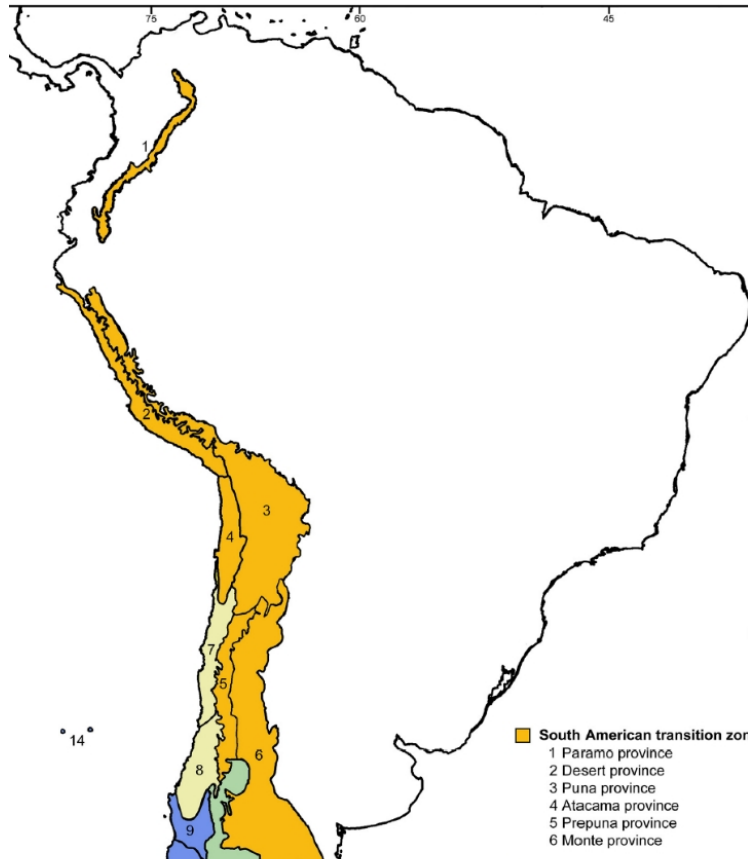 75 60 45
1
2
3
4
7
5
14
6
8
9
South American transition zon
1 Paramo province
2 Desert province
3 Puna province
4 Atacama province
5 Prepuna province
6 Monte province